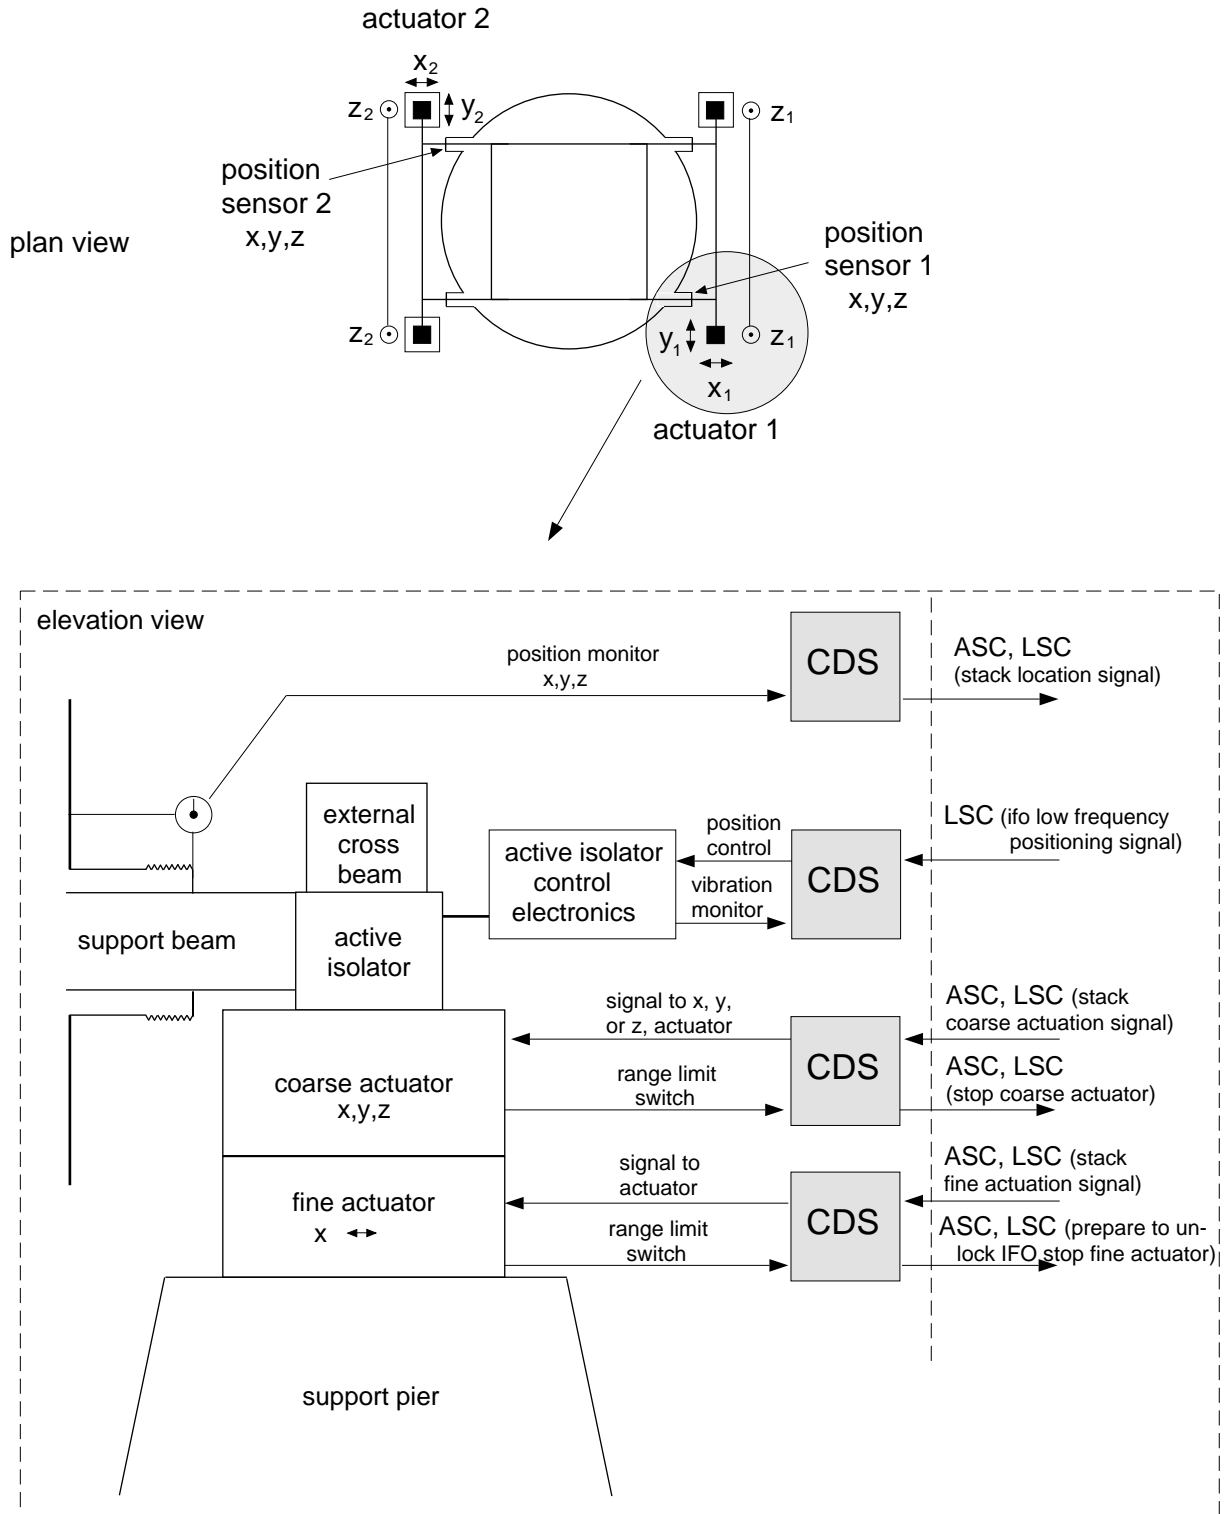 actuator 2
x2
z2
y2
z1
position
sensor 2
x,y,z
plan view
position
sensor 1
x,y,z
z2
y1
z1
x1
actuator 1
elevation view
position monitor
x,y,z
CDS
ASC, LSC
(stack location signal)
external
cross
beam
active isolator
control
electronics
position
control
vibration
monitor
CDS
LSC (ifo low frequency
positioning signal)
support beam
active
isolator
signal to x, y,
or z, actuator
range limit
switch
CDS
ASC, LSC (stack
coarse actuation signal)
ASC, LSC
(stop coarse actuator)
coarse actuator
x,y,z
fine actuator
x
signal to
actuator
range limit
switch
CDS
ASC, LSC (stack
fine actuation signal)
ASC, LSC (prepare to un-
lock IFO stop fine actuator)
support pier